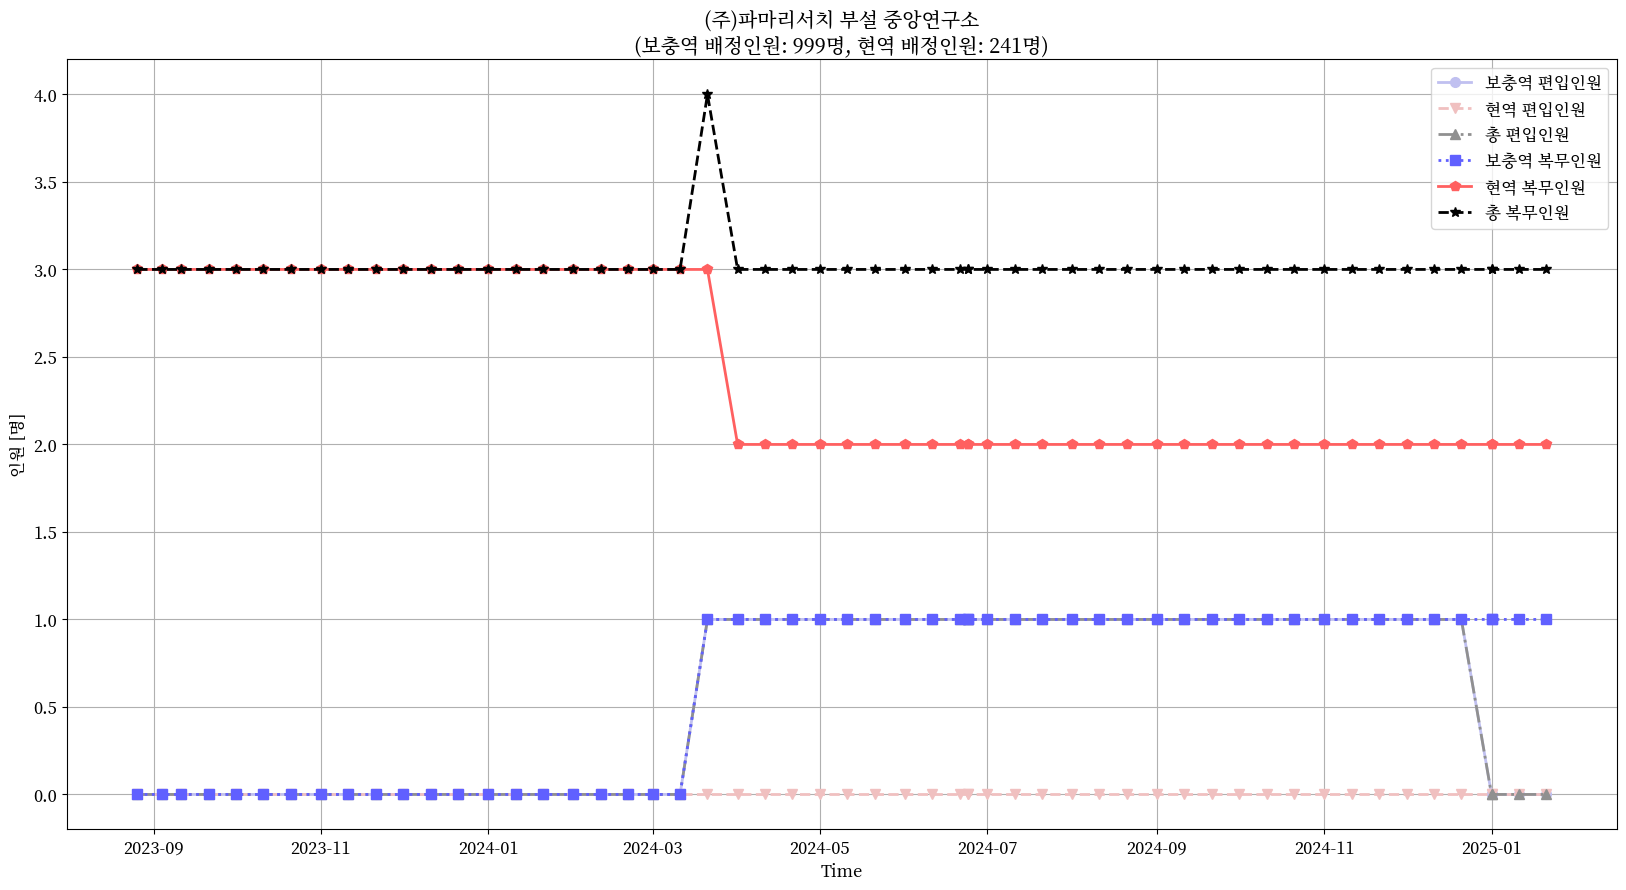 (주)파마리서치 부설 중앙연구소
(보충역 배정인원: 999명, 현역 배정인원: 241명)
보충역 편입인원
현역 편입인원
총 편입인원
보충역 복무인원
현역 복무인원
총 복무인원
4.0
3.5
3.0
2.5
2.0
1.5
1.0
0.5
0.0
인원 [명]
2023-09 2023-11 2024-01 2024-03 2024-05 2024-07 2024-09 2024-11 2025-01
Time